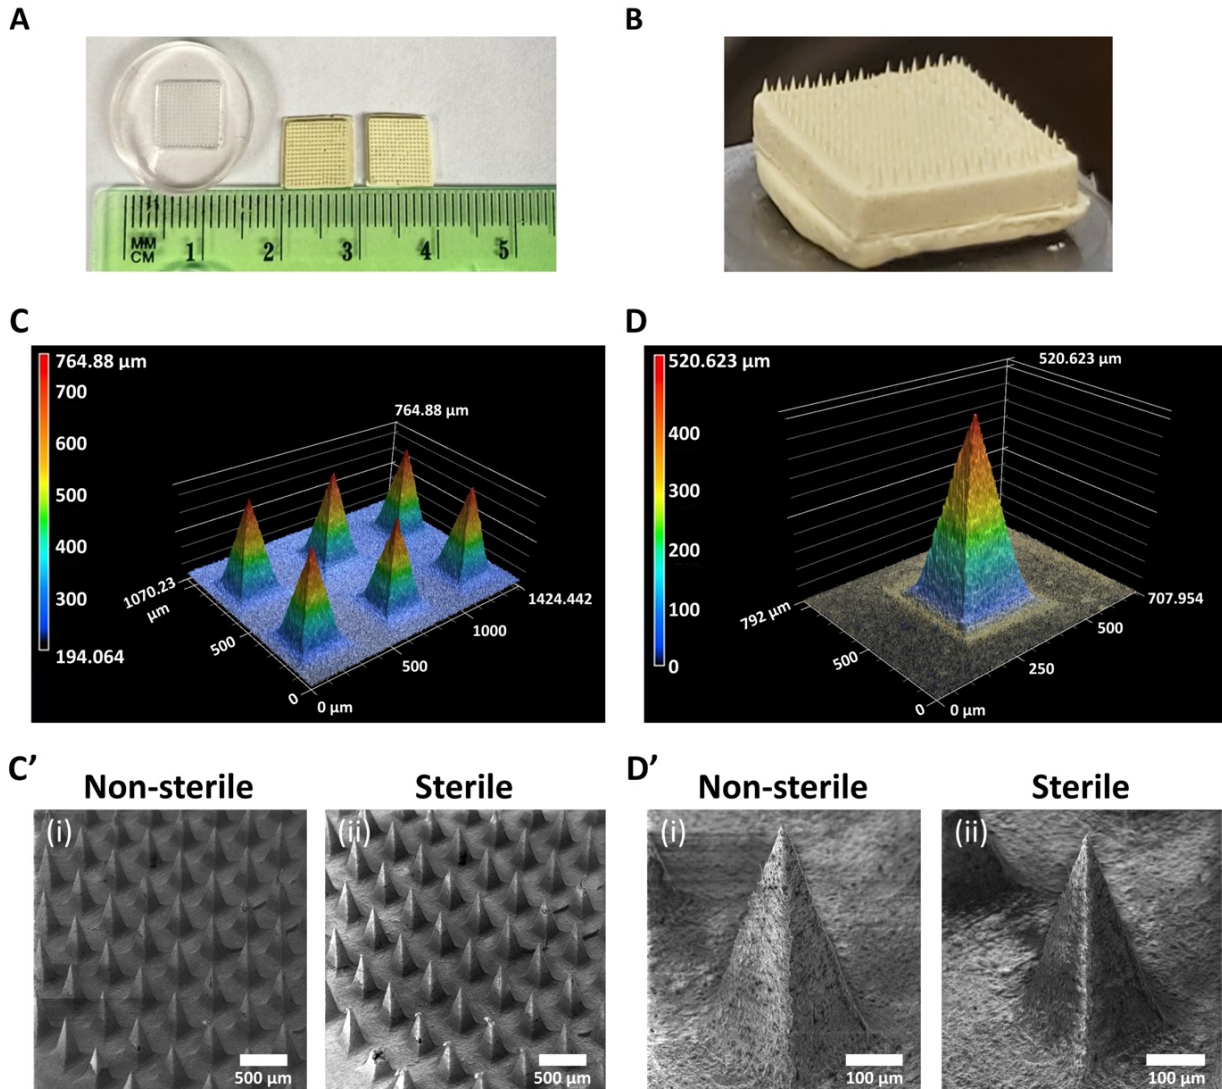 A
B
MM
CM
1
2
3
4
5
C
D
764.88 µm
700
600
500
400
300
194.064
764.88 µm
1070.23
µm
500
0
0 µm
500
1000
1424.442
520.623 µm
400
300
200
100
0
520.623 µm
792 µm
500
0
0 µm
250
500
707.954
C’
Non-sterile
Sterile
(i)
(ii)
500 µm
500 µm
D’
Non-sterile
Sterile
(i)
(ii)
100 µm
100 µm